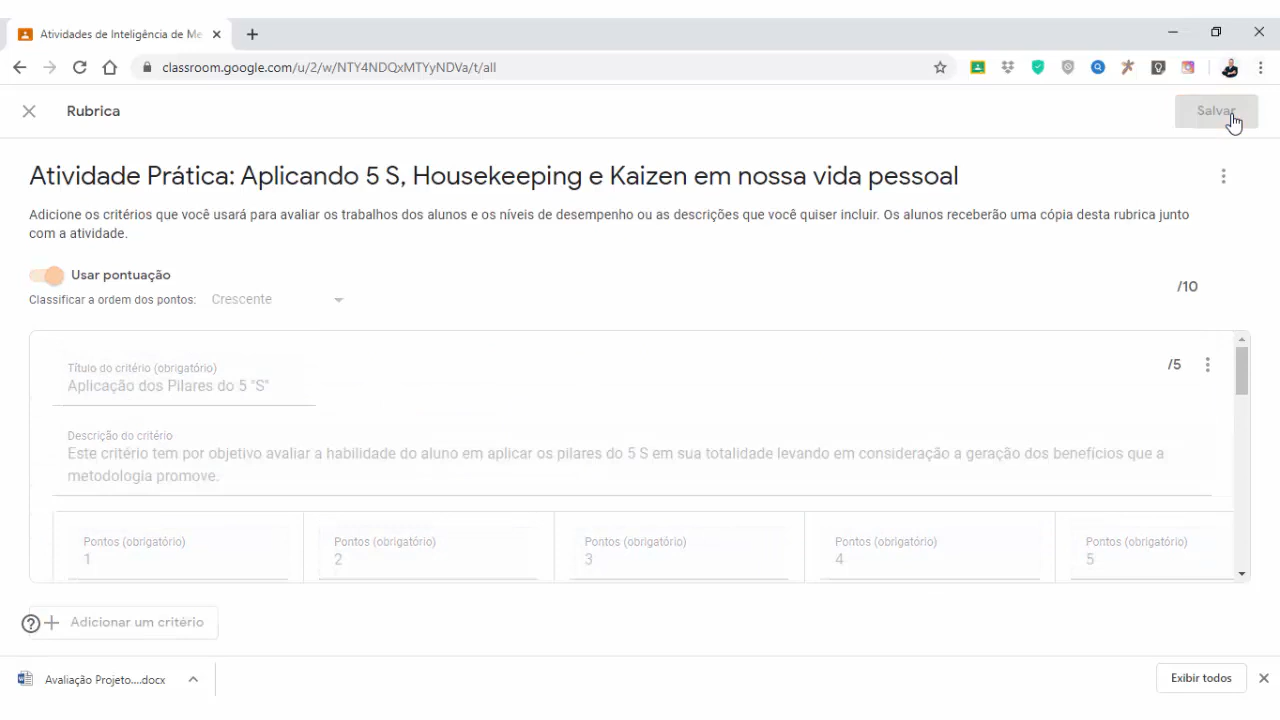 Atividades de Inteligência de Me
classroom.google.com/u/2/w/NTY4NDQxMTYyNDVa/t/all
Rubrica
Salvar
Atividade Prática: Aplicando 5 S, Housekeeping e Kaizen em nossa vida pessoal
Adicione os critérios que você usará para avaliar os trabalhos dos alunos e os níveis de desempenho ou as descrições que você quiser incluir. Os alunos receberão uma cópia desta rubrica junto
com a atividade.
Usar pontuação
/10
Classificar a ordem dos pontos: Crescente
Título do critério (obrigatório)
/5
Aplicação dos Pilares do 5 "S"
Descrição do critério
Este critério tem por objetivo avaliar a habilidade do aluno em aplicar os pilares do 5 S em sua totalidade levando em consideração a geração dos benefícios que a
metodologia promove.
Pontos (obrigatório) Pontos (obrigatório) Pontos (obrigatório) Pontos (obrigatório) Pontos (obrigatório)
1 2 3 4 5
Adicionar um critério
Avaliação Projeto....docx
Exibir todos